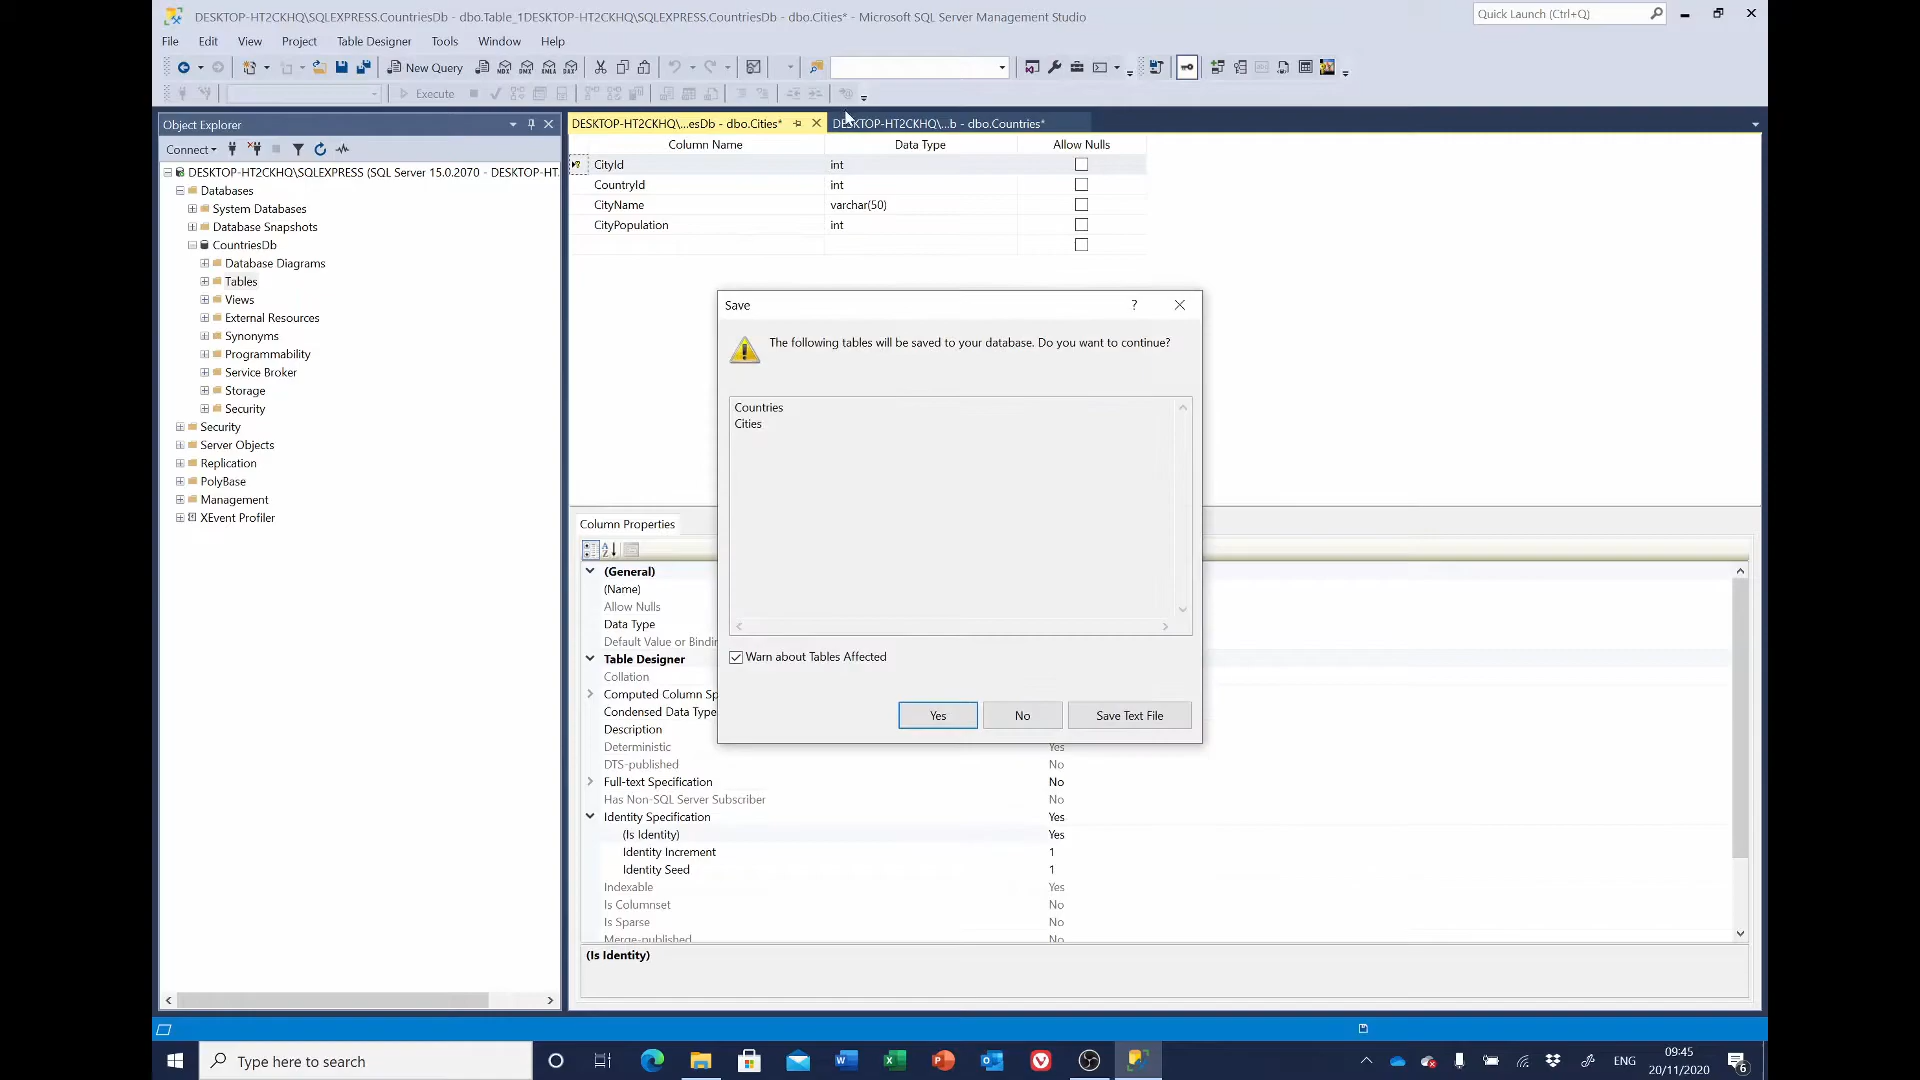 DESKTOP-HT2CKHQ\SQLEXPRESS.CountriesDb - dbo.Table_1DESKTOP-HT2CKHQ\SQLEXPRESS.CountriesDb - dbo.Cities* - Microsoft SQL Server Management Studio
Quick Launch (Ctrl+Q)
File Edit View Project Table Designer Tools Window Help
New Query
Execute
Object Explorer
DESKTOP-HT2CKHQ\...esDb - dbo.Cities*
DESKTOP-HT2CKHQ\...b - dbo.Countries*
Connect
Column Name Data Type Allow Nulls
CityId int
CountryId int
CityName varchar(50)
CityPopulation int
DESKTOP-HT2CKHQ\SQLEXPRESS (SQL Server 15.0.2070 - DESKTOP-HT
Databases
System Databases
Database Snapshots
CountriesDb
Database Diagrams
Tables
Views
External Resources
Synonyms
Programmability
Service Broker
Storage
Security
Security
Server Objects
Replication
PolyBase
Management
XEvent Profiler
Save
The following tables will be saved to your database. Do you want to continue?
Countries
Cities
Warn about Tables Affected
Yes No Save Text File
Column Properties
(General)
(Name)
Allow Nulls
Data Type
Default Value or Bindin
Table Designer
Collation
Computed Column Sp
Condensed Data Type
Description
Deterministic Yes
DTS-published No
Full-text Specification No
Has Non-SQL Server Subscriber No
Identity Specification Yes
(Is Identity) Yes
Identity Increment 1
Identity Seed 1
Indexable Yes
Is Columnset No
Is Sparse No
Merge-published No
(Is Identity)
Type here to search
ENG
09:45
20/11/2020
6